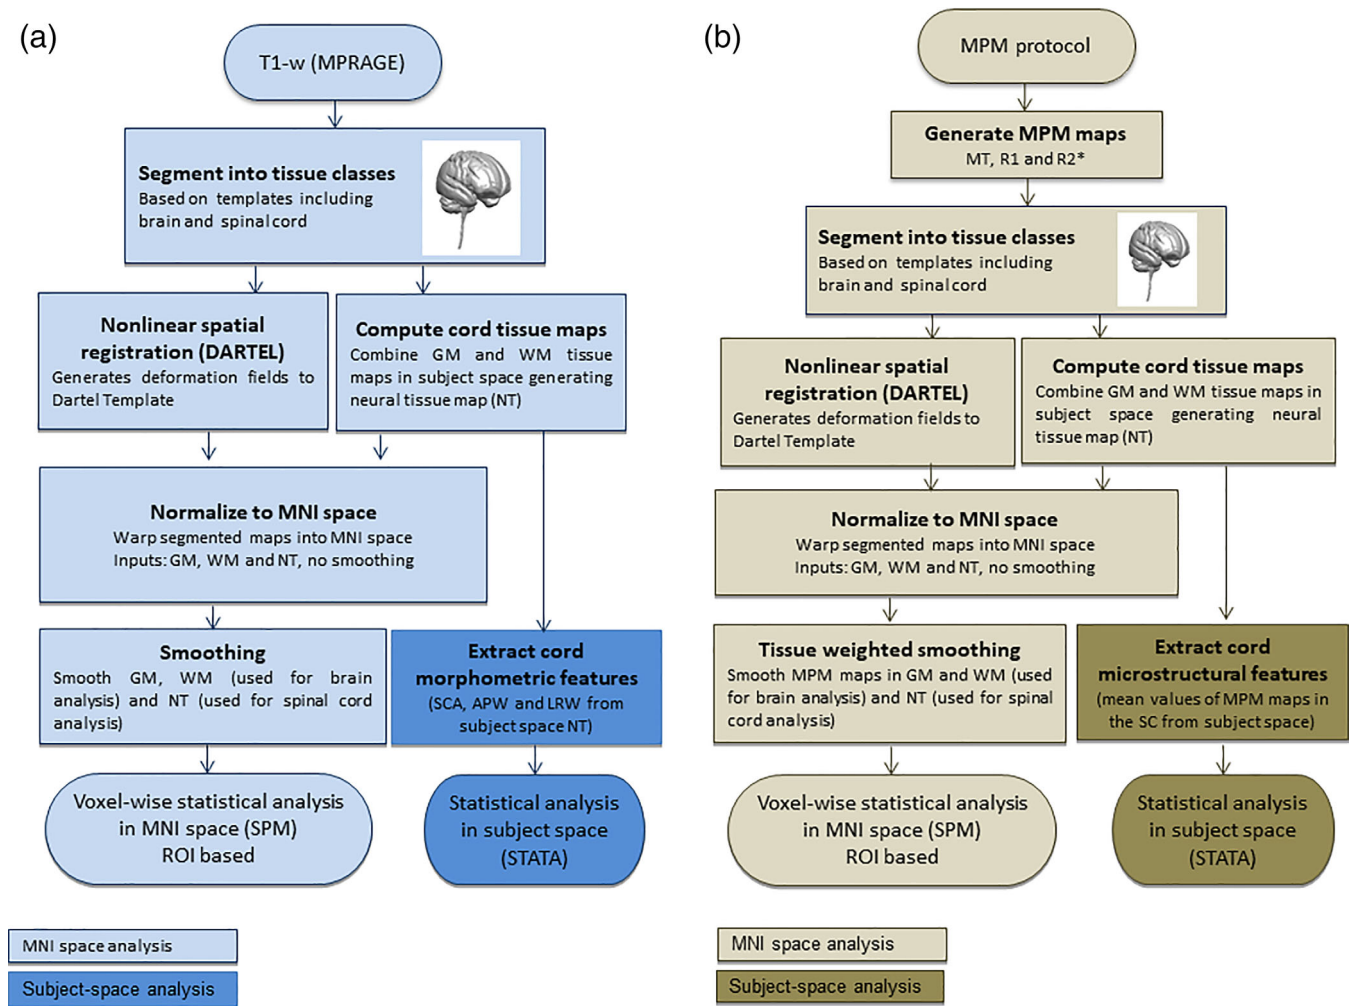 (a)
T1-w (MPRAGE)
Segment into tissue classes
Based on templates including
brain and spinal cord
Nonlinear spatial
registration (DARTEL)
Generates deformation fields to
Dartel Template
Compute cord tissue maps
Combine GM and WM tissue
maps in subject space generating
neural tissue map (NT)
Normalize to MNI space
Warp segmented maps into MNI space
Inputs: GM, WM and NT, no smoothing
Smoothing
Smooth GM, WM (used for brain
analysis) and NT (used for spinal cord
analysis)
Extract cord
morphometric features
(SCA, APW and LRW from
subject space NT)
Voxel-wise statistical analysis
in MNI space (SPM)
ROI based
Statistical analysis
in subject space
(STATA)
MNI space analysis
Subject-space analysis
(b)
MPM protocol
Generate MPM maps
MT, R1 and R2*
Segment into tissue classes
Based on templates including
brain and spinal cord
Nonlinear spatial
registration (DARTEL)
Generates deformation fields to
Dartel Template
Compute cord tissue maps
Combine GM and WM tissue maps in
subject space generating neural
tissue map (NT)
Normalize to MNI space
Warp segmented maps into MNI space
Inputs: GM, WM and NT, no smoothing
Tissue weighted smoothing
Smooth MPM maps in GM and WM (used
for brain analysis) and NT (used for spinal
cord analysis)
Extract cord
microstructural features
(mean values of MPM maps in
the SC from subject space)
Voxel-wise statistical analysis
in MNI space (SPM)
ROI based
Statistical analysis
in subject space
(STATA)
MNI space analysis
Subject-space analysis